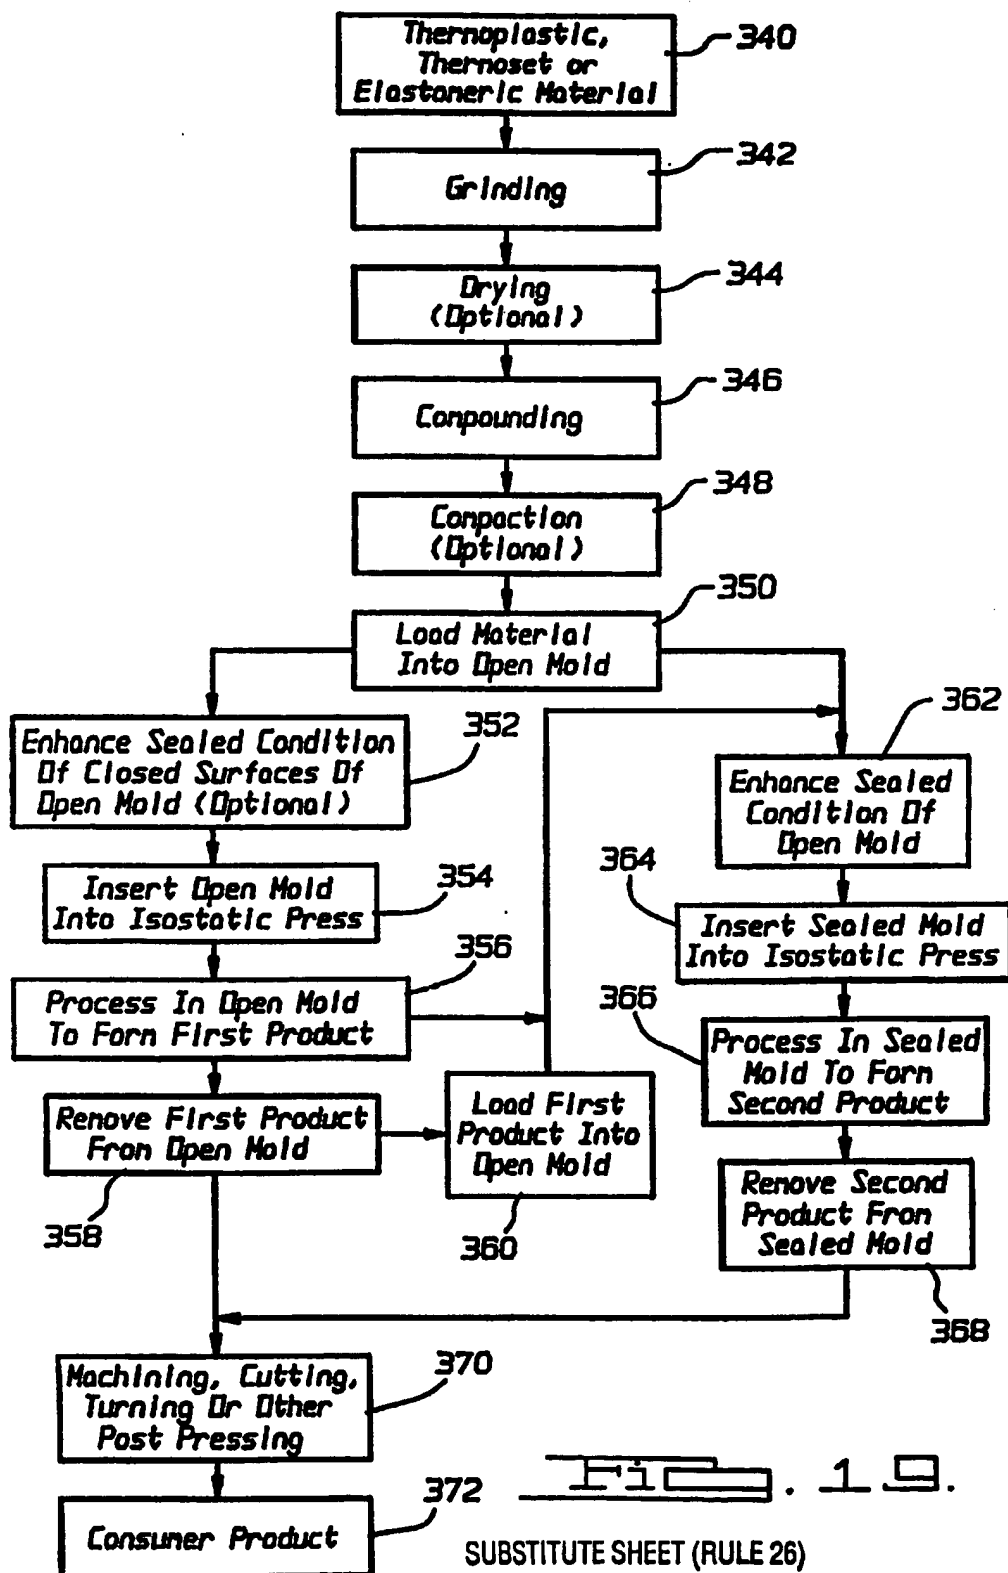 Thermoplastic,
Thermoset or
Elastomeric Material
340
Grinding
342
Drying
(Optional)
344
Compounding
346
Compaction
(Optional)
348
Load Material
Into Open Mold
350
Enhance Sealed Condition
Of Closed Surfaces Of
Open Mold (Optional)
352
Insert Open Mold
Into Isostatic Press
354
Process In Open Mold
To Form First Product
356
Remove First Product
From Open Mold
358
Load First
Product Into
Open Mold
360
Enhance Sealed
Condition Of
Open Mold
362
Insert Sealed Mold
Into Isostatic Press
364
Process In Sealed
Mold To Form
Second Product
366
Remove Second
Product From
Sealed Mold
368
Machining, Cutting,
Turning Or Other
Post Pressing
370
Consumer Product
372
Fig. 19.
SUBSTITUTE SHEET (RULE 26)